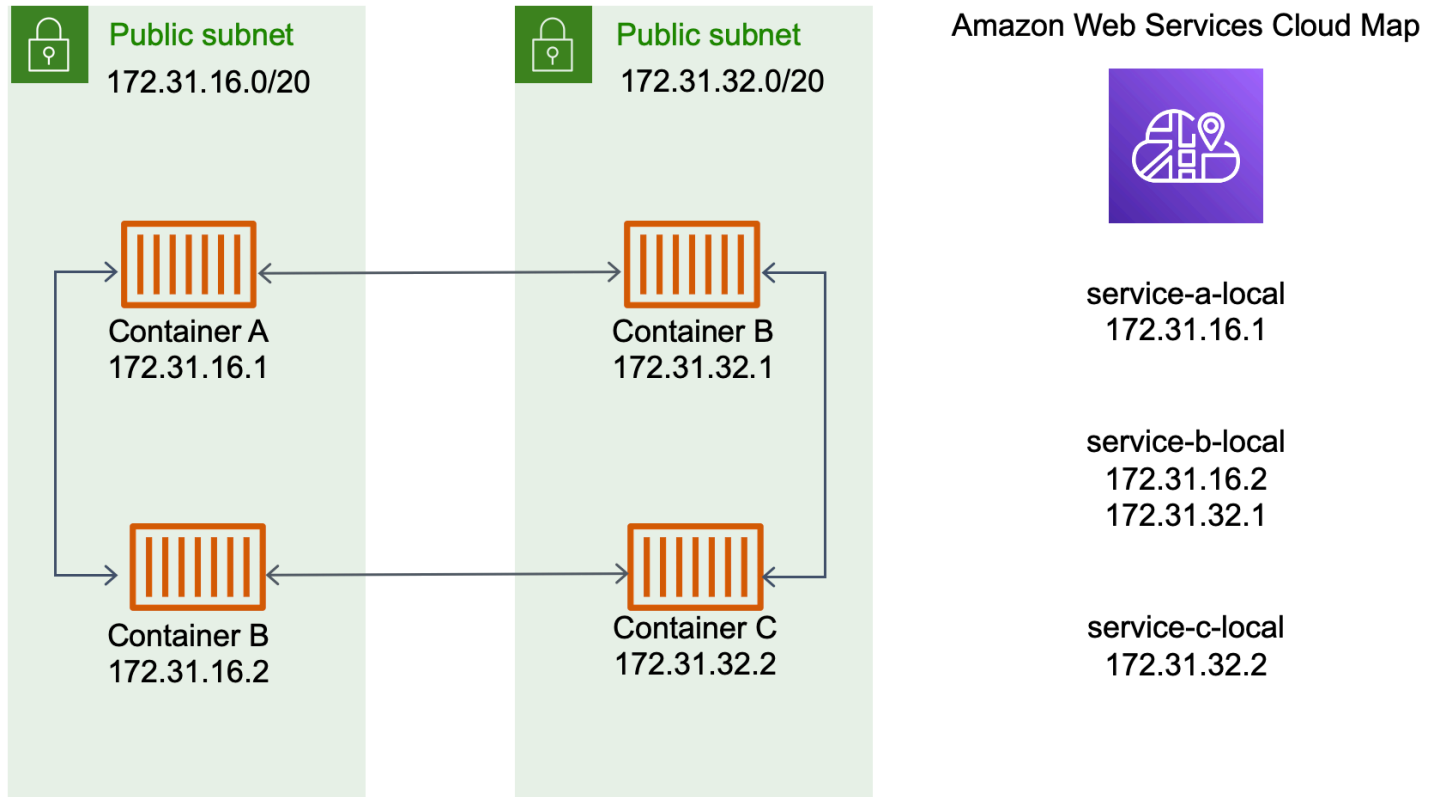 Public subnet
172.31.16.0/20
Public subnet
172.31.32.0/20
Amazon Web Services Cloud Map
Container A
172.31.16.1
Container B
172.31.32.1
Container B
172.31.16.2
Container C
172.31.32.2
service-a-local
172.31.16.1
service-b-local
172.31.16.2
172.31.32.1
service-c-local
172.31.32.2